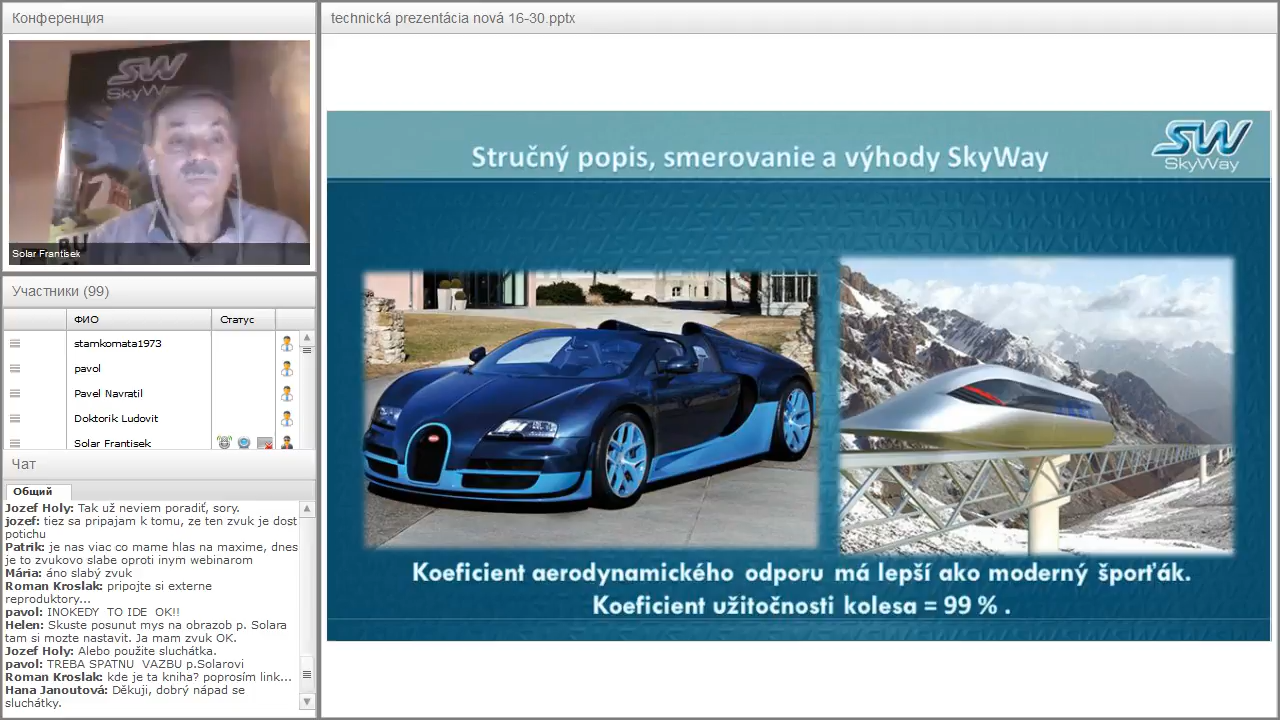 Конференция
SW
SkyWay
Solar Frantisek
Участники (99)
ФИО
Статус
stamkomata1973
pavol
Pavel Navratil
Doktorik Ludovit
Solar Frantisek
Чат
Общий
Jozef Holy: Tak už neviem poradiť, sory.
jozef: tiez sa pripajam k tomu, ze ten zvuk je dost
potichu
Patrik: je nas viac co mame hlas na maxime, dnes
je to zvukovo slabe oproti inym webinarom
Mária: áno slabý zvuk
Roman Kroslak: pripojte si externe
reproduktory...
pavol: INOKEDY TO IDE OK!!
Helen: Skuste posunut mys na obrazob p. Solara
tam si mozte nastavit. Ja mam zvuk OK.
Jozef Holy: Alebo použite sluchátka.
pavol: TREBA SPATNU VAZBU p.Solarovi
Roman Kroslak: kde je ta kniha? poprosím link...
Hana Janoutová: Děkuji, dobrý nápad se
sluchátky.
technická prezentácia nová 16-30.pptx
Stručný popis, smerovanie a výhody SkyWay
SW
SkyWay
Koeficient aerodynamického odporu má lepší ako moderný športʼák.
Koeficient užitočnosti kolesa = 99 % .